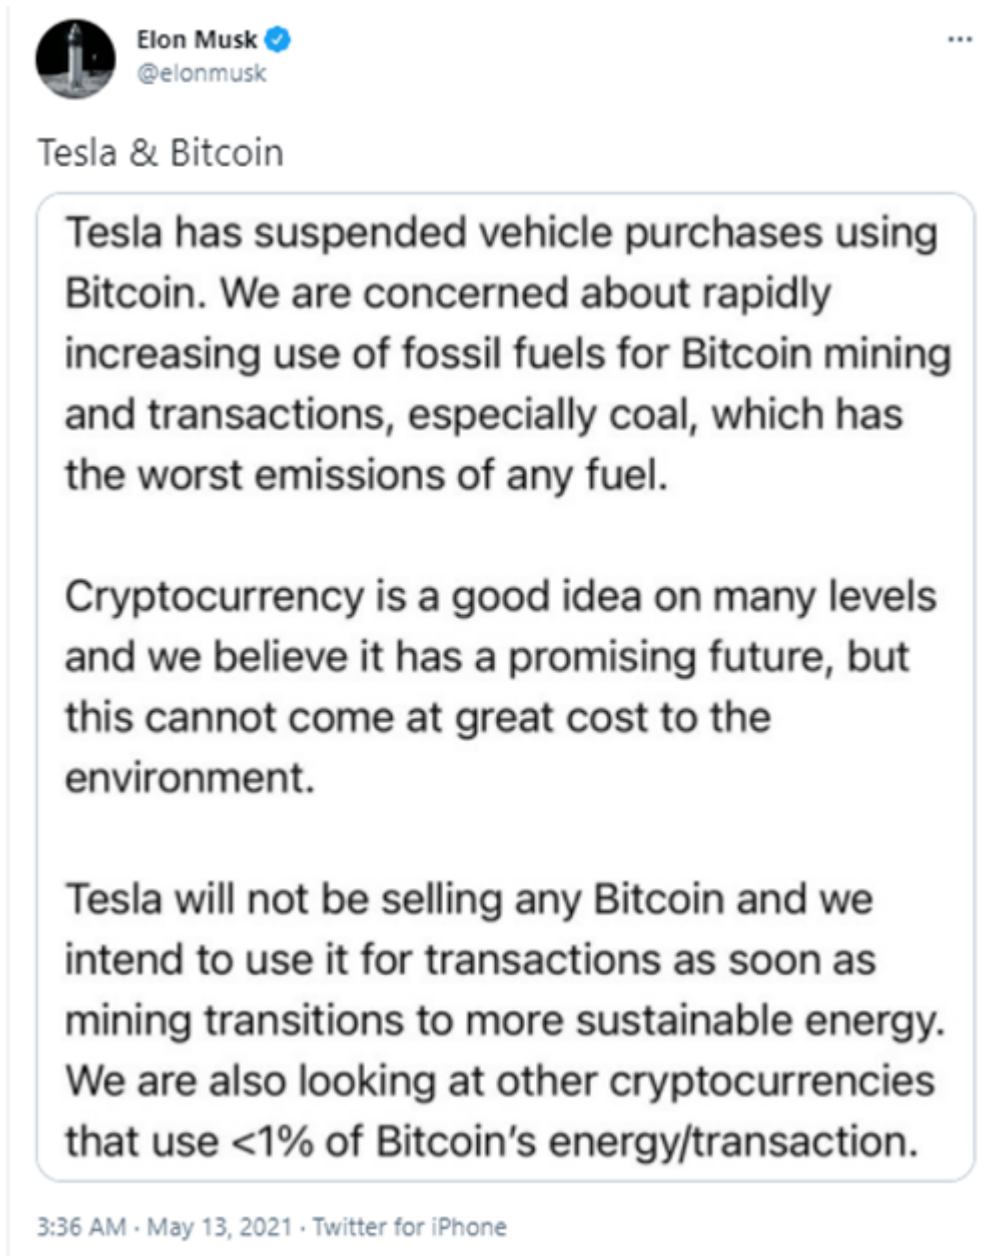 Elon Musk
@elonmusk
Tesla & Bitcoin
Tesla has suspended vehicle purchases using
Bitcoin. We are concerned about rapidly
increasing use of fossil fuels for Bitcoin mining
and transactions, especially coal, which has
the worst emissions of any fuel.
Cryptocurrency is a good idea on many levels
and we believe it has a promising future, but
this cannot come at great cost to the
environment.
Tesla will not be selling any Bitcoin and we
intend to use it for transactions as soon as
mining transitions to more sustainable energy.
We are also looking at other cryptocurrencies
that use <1% of Bitcoin’s energy/transaction.
3:36 AM · May 13, 2021 · Twitter for iPhone